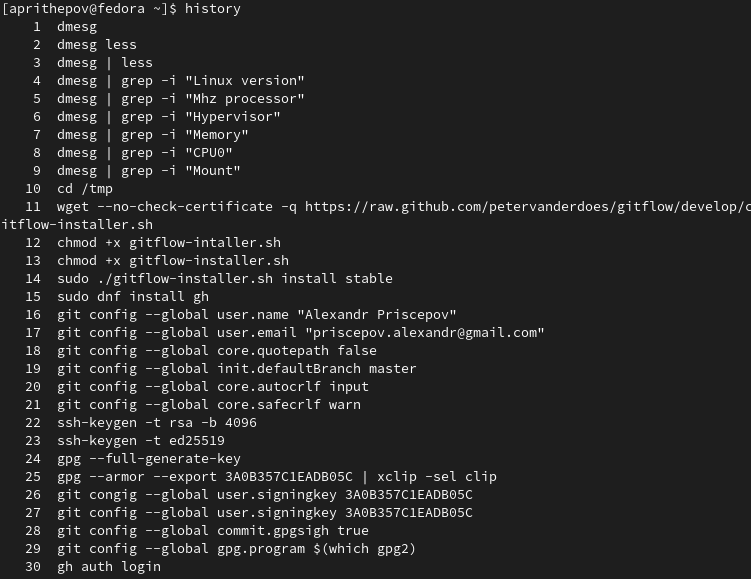 [aprithepov@fedora ~]$ history
    1  dmesg
    2  dmesg less
    3  dmesg | less
    4  dmesg | grep -i "Linux version"
    5  dmesg | grep -i "Mhz processor"
    6  dmesg | grep -i "Hypervisor"
    7  dmesg | grep -i "Memory"
    8  dmesg | grep -i "CPU0"
    9  dmesg | grep -i "Mount"
   10  cd /tmp
   11  wget --no-check-certificate -q https://raw.github.com/petervanderdoes/gitflow/develop/c
itflow-installer.sh
   12  chmod +x gitflow-intaller.sh
   13  chmod +x gitflow-installer.sh
   14  sudo ./gitflow-installer.sh install stable
   15  sudo dnf install gh
   16  git config --global user.name "Alexandr Priscepov"
   17  git config --global user.email "priscepov.alexandr@gmail.com"
   18  git config --global core.quotepath false
   19  git config --global init.defaultBranch master
   20  git config --global core.autocrlf input
   21  git config --global core.safecrlf warn
   22  ssh-keygen -t rsa -b 4096
   23  ssh-keygen -t ed25519
   24  gpg --full-generate-key
   25  gpg --armor --export 3A0B357C1EADB05C | xclip -sel clip
   26  git congig --global user.signingkey 3A0B357C1EADB05C
   27  git config --global user.signingkey 3A0B357C1EADB05C
   28  git config --global commit.gpgsigh true
   29  git config --global gpg.program $(which gpg2)
   30  gh auth login